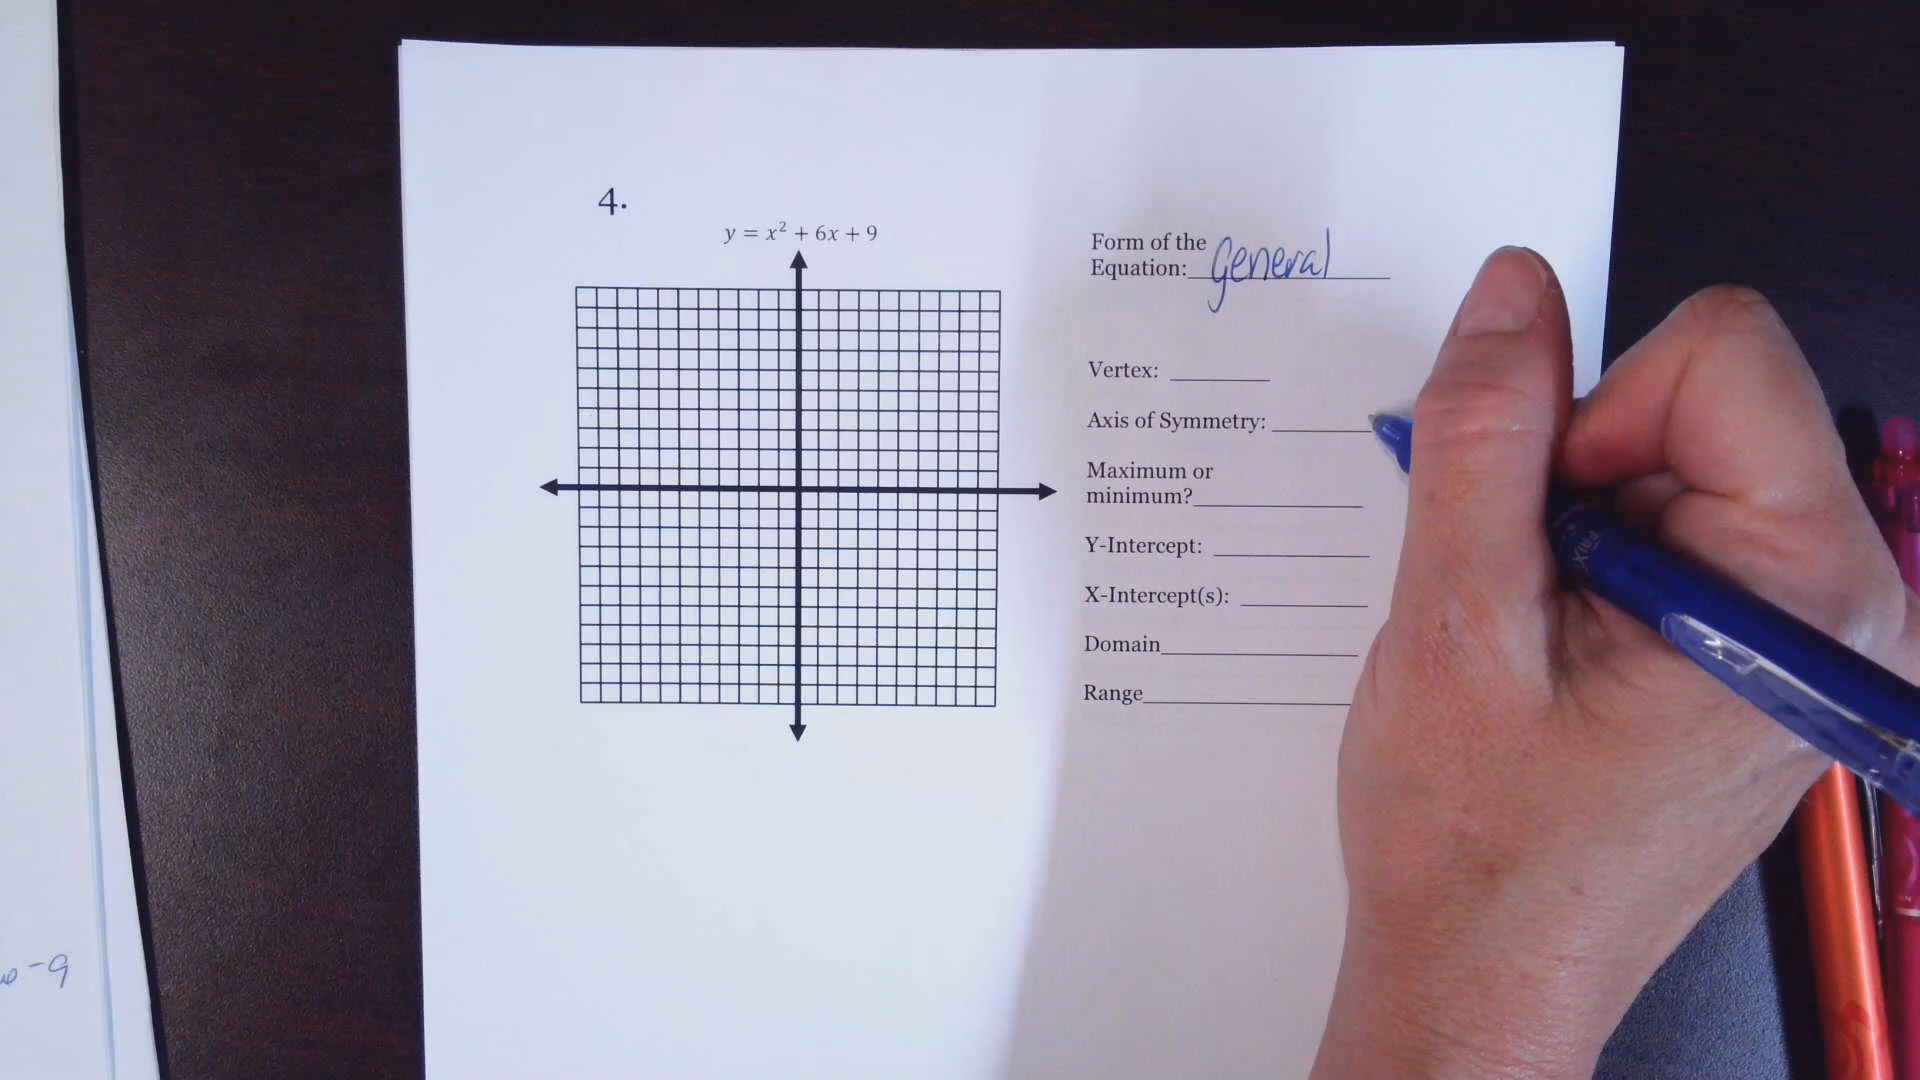 4.
y = x² + 6x + 9
Form of the
Equation: general
Vertex:
Axis of Symmetry:
Maximum or
minimum?
Y-Intercept:
X-Intercept(s):
Domain
Range
-9